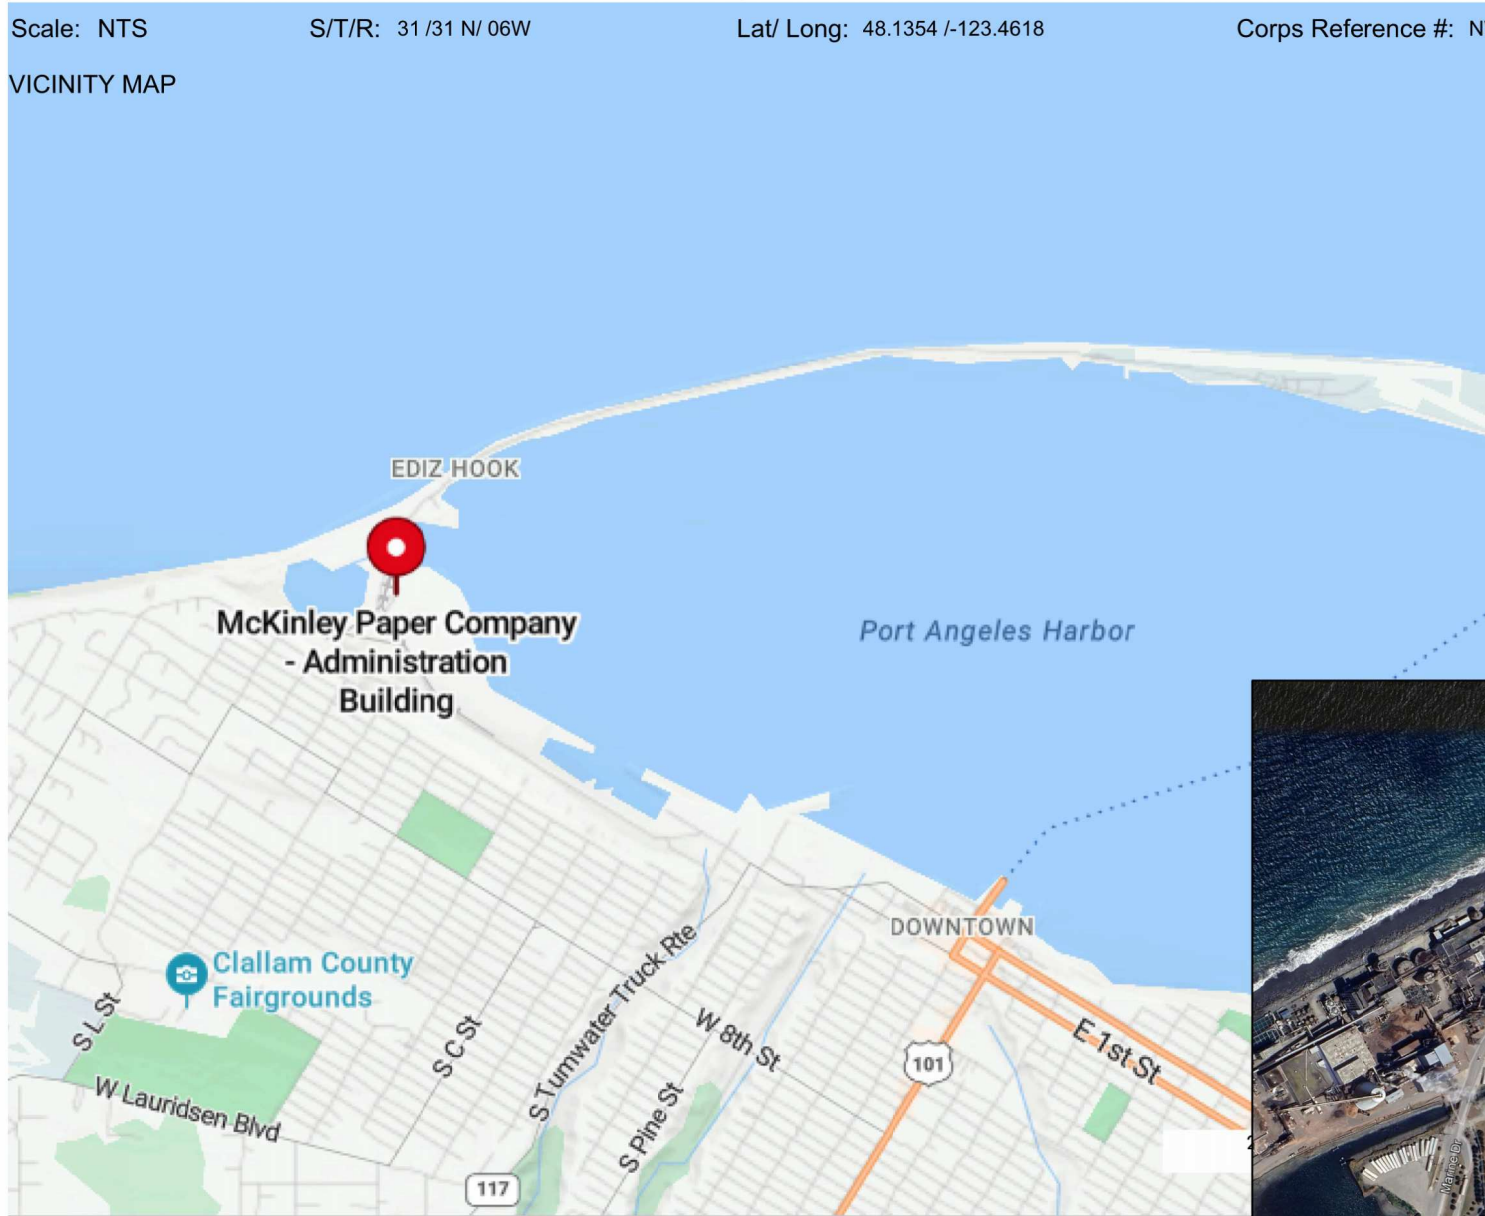 Scale: NTS S/T/R: 31 /31 N/ 06W Lat/ Long: 48.1354 /-123.4618 Corps Reference #:
VICINITY MAP
EDIZ HOOK
McKinley Paper Company
- Administration
Building
Port Angeles Harbor
DOWNTOWN
Clallam County
Fairgrounds
S L St
S C St
S Tumwater Truck Rte
W 8th St
E 1st St
101
W Lauridsen Blvd
S Pine St
117
Marine Dr